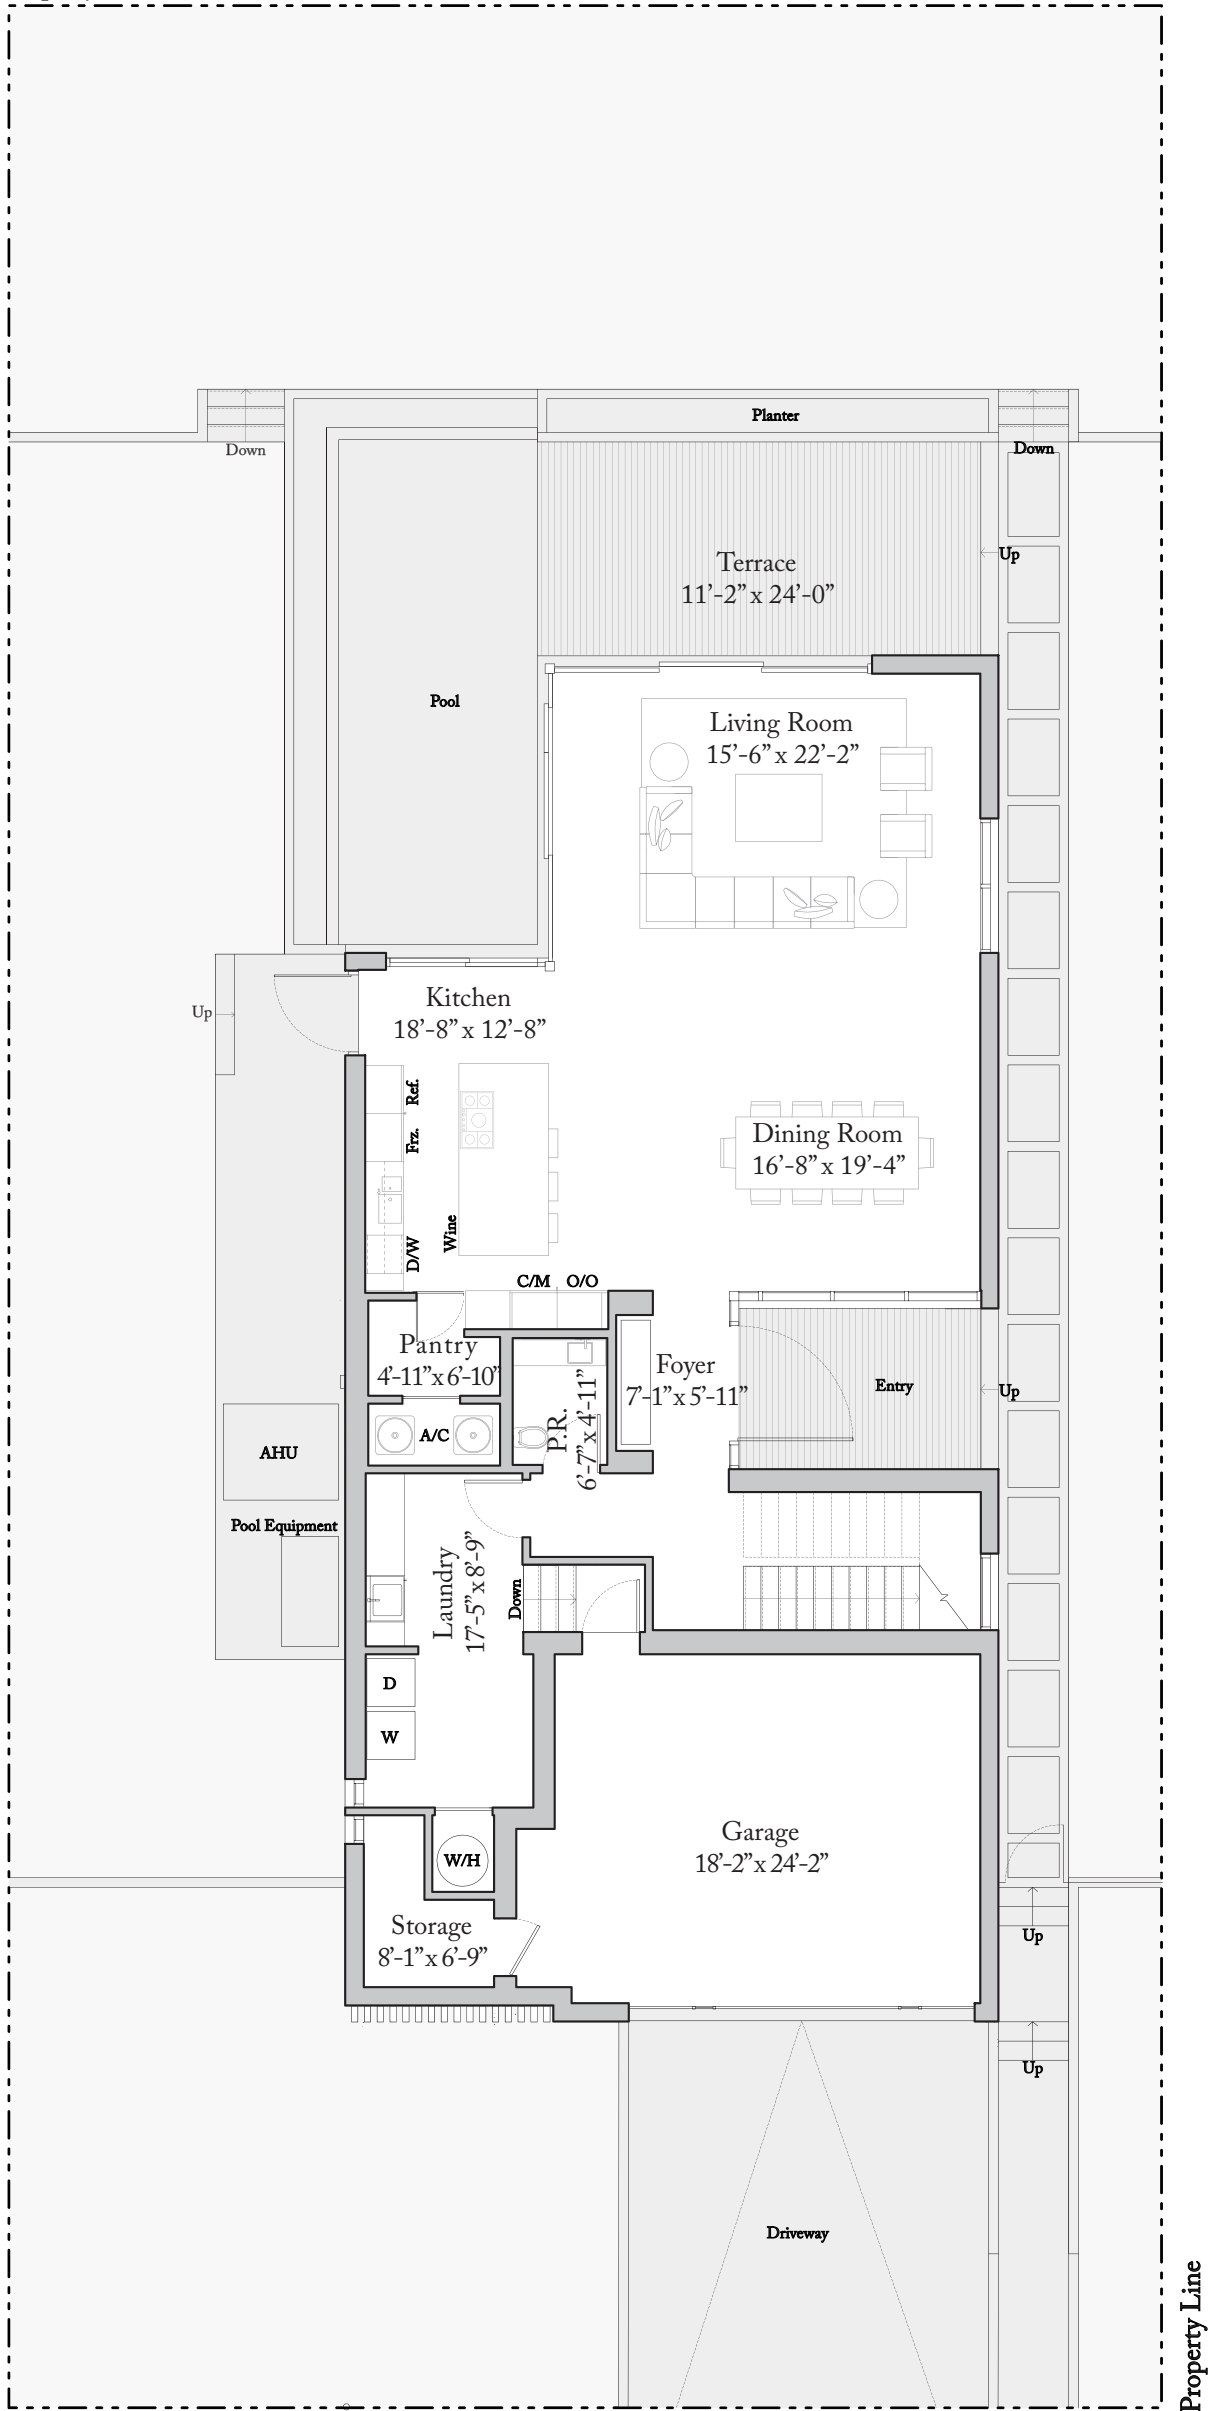 Planter
Down
Down
Terrace
11’-2” x 24’-0”
Up
Pool
Living Room
15’-6” x 22’-2”
Kitchen
18’-8” x 12’-8”
Up
Ref.
Frz.
Dining Room
16’-8” x 19’-4”
Wine
D/W
C/M
O/O
Pantry
4’-11” x 6’-10”
Foyer
7’-1” x 5’-11”
Entry
Up
P.R.
6’-7” x 4’-11”
A/C
AHU
Pool Equipment
Laundry
17’-5” x 8’-9”
Down
D
W
Garage
18’-2” x 24’-2”
W/H
Storage
8’-1” x 6’-9”
Up
Up
Driveway
Property Line